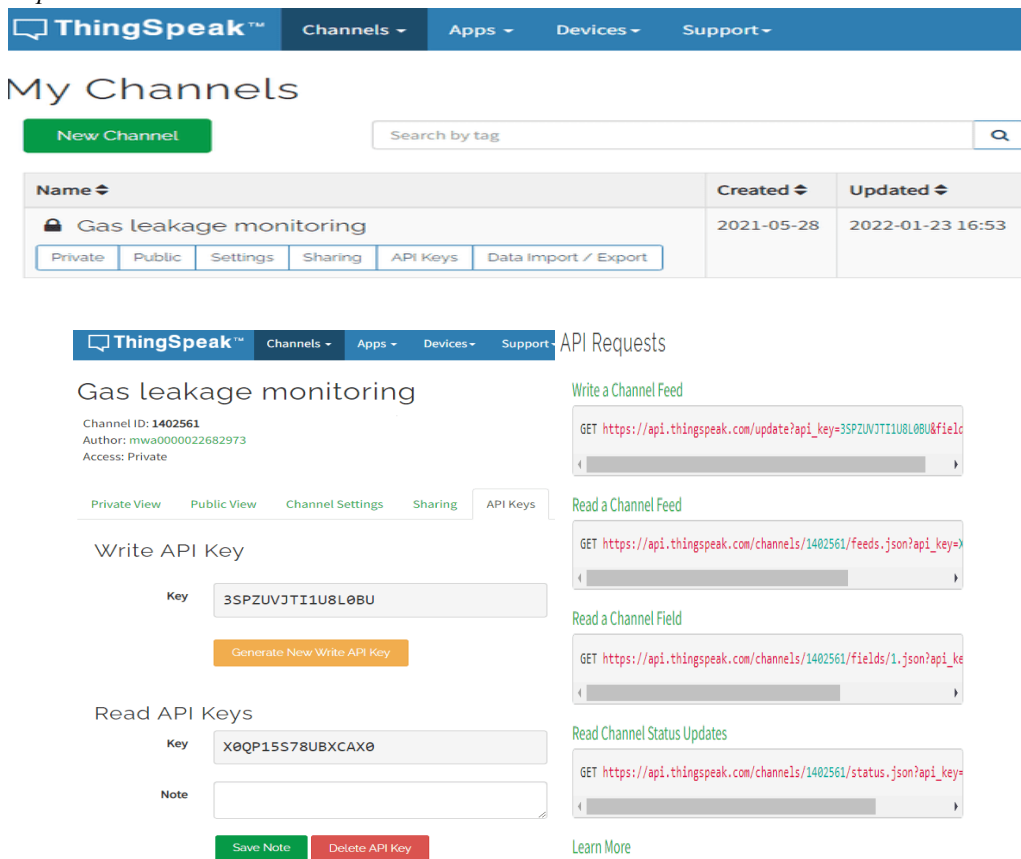 ThingSpeak™ Channels Apps Devices Support
My Channels
New Channel
Search by tag
Name Created Updated
Gas leakage monitoring 2021-05-28 2022-01-23 16:53
Private Public Settings Sharing API Keys Data Import / Export
ThingSpeak™ Channels Apps Devices Support
Gas leakage monitoring
Channel ID: 1402561
Author: mwa0000022682973
Access: Private
Private View Public View Channel Settings Sharing API Keys
Write API Key
Key 3SPZUVJTI1U8L0BU
Generate New Write API Key
Read API Keys
Key X0QP15S78UBXCAX0
Note
Save Note Delete API Key
API Requests
Write a Channel Feed
GET https://api.thingspeak.com/update?api_key=3SPZUVJTI1U8L0BU&field
Read a Channel Feed
GET https://api.thingspeak.com/channels/1402561/feeds.json?api_key=X
Read a Channel Field
GET https://api.thingspeak.com/channels/1402561/fields/1.json?api_ke
Read Channel Status Updates
GET https://api.thingspeak.com/channels/1402561/status.json?api_key=
Learn More